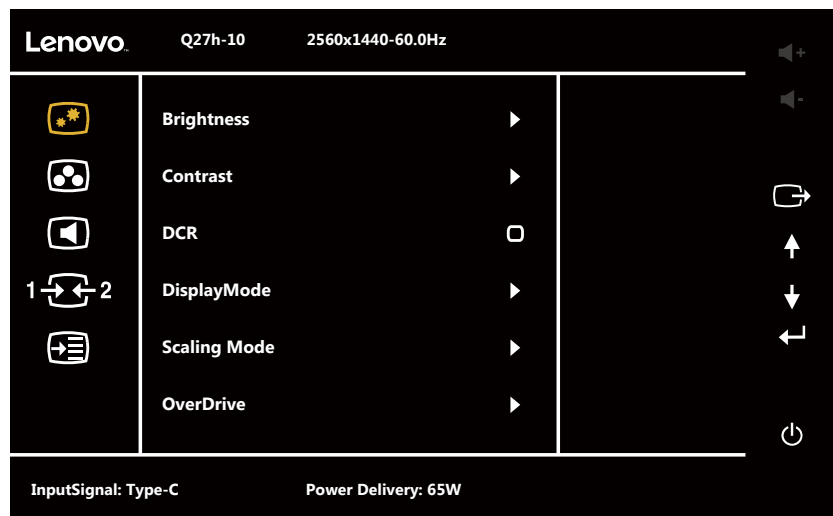 Lenovo. Q27h-10 2560x1440-60.0Hz
Brightness
Contrast
DCR
1 2 DisplayMode
Scaling Mode
OverDrive
InputSignal: Type-C Power Delivery: 65W